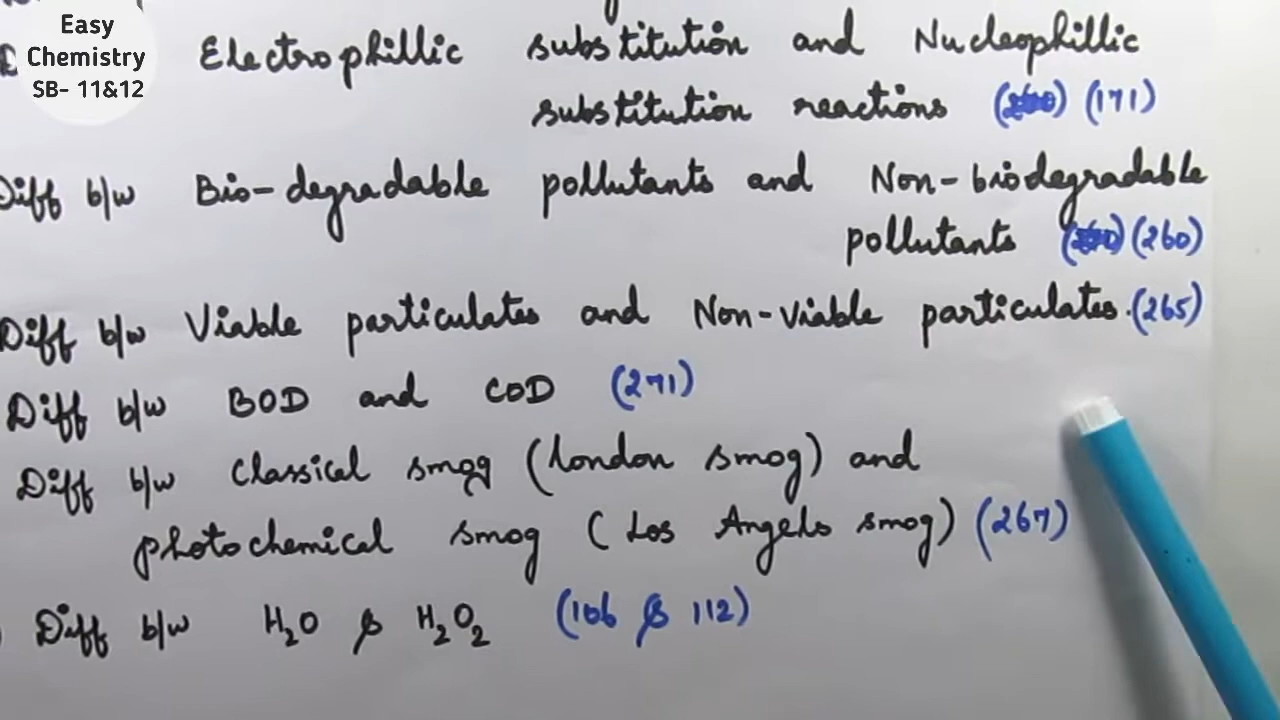 Easy
Chemistry
SB- 11&12
Electrophillic substitution and Nucleophillic
substitution reactions (171)
Diff b/w Bio-degradable pollutants and Non-biodegradable
pollutants (260)
Diff b/w Viable particulates and Non-Viable particulates. (265)
Diff b/w BOD and COD (271)
Diff b/w Classical smog (london smog) and
photochemical smog (Los Angels smog) (267)
Diff b/w H₂O & H₂O₂ (106 & 112)